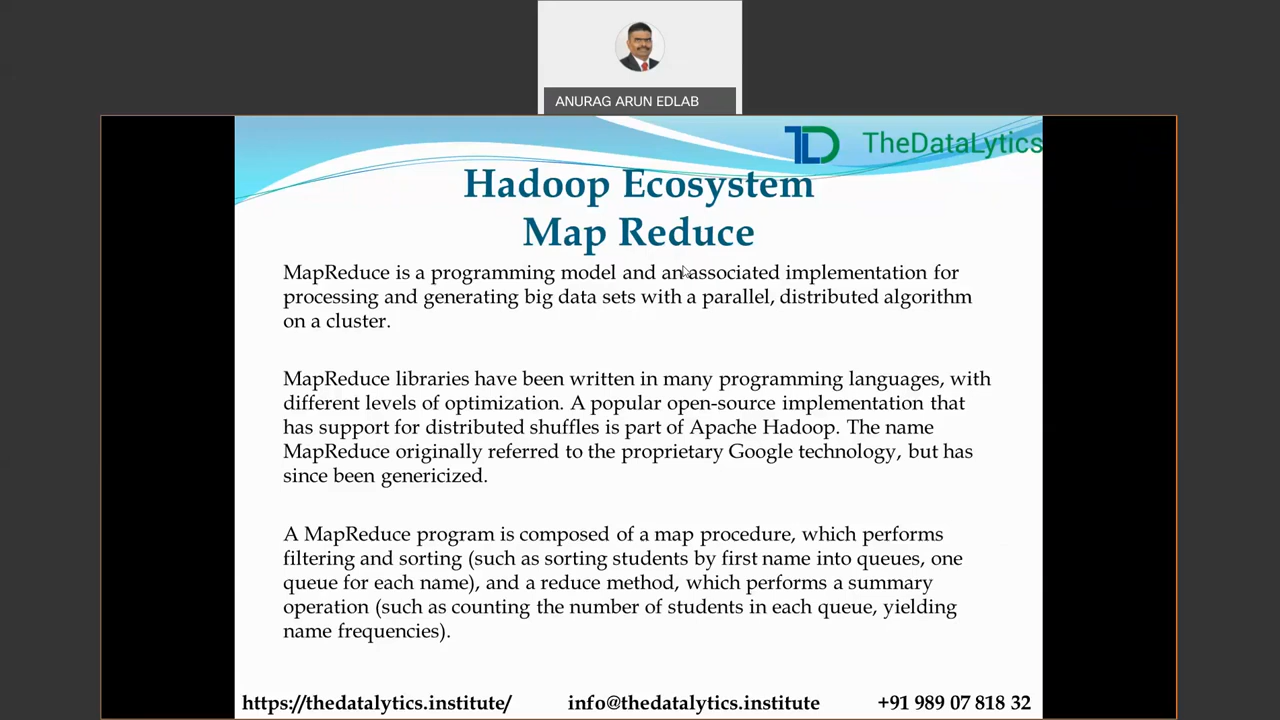 ANURAG ARUN EDLAB
TheDataLytics
Hadoop Ecosystem
Map Reduce
MapReduce is a programming model and an associated implementation for
processing and generating big data sets with a parallel, distributed algorithm
on a cluster.
MapReduce libraries have been written in many programming languages, with
different levels of optimization. A popular open-source implementation that
has support for distributed shuffles is part of Apache Hadoop. The name
MapReduce originally referred to the proprietary Google technology, but has
since been genericized.
A MapReduce program is composed of a map procedure, which performs
filtering and sorting (such as sorting students by first name into queues, one
queue for each name), and a reduce method, which performs a summary
operation (such as counting the number of students in each queue, yielding
name frequencies).
https://thedatalytics.institute/ info@thedatalytics.institute +91 989 07 818 32